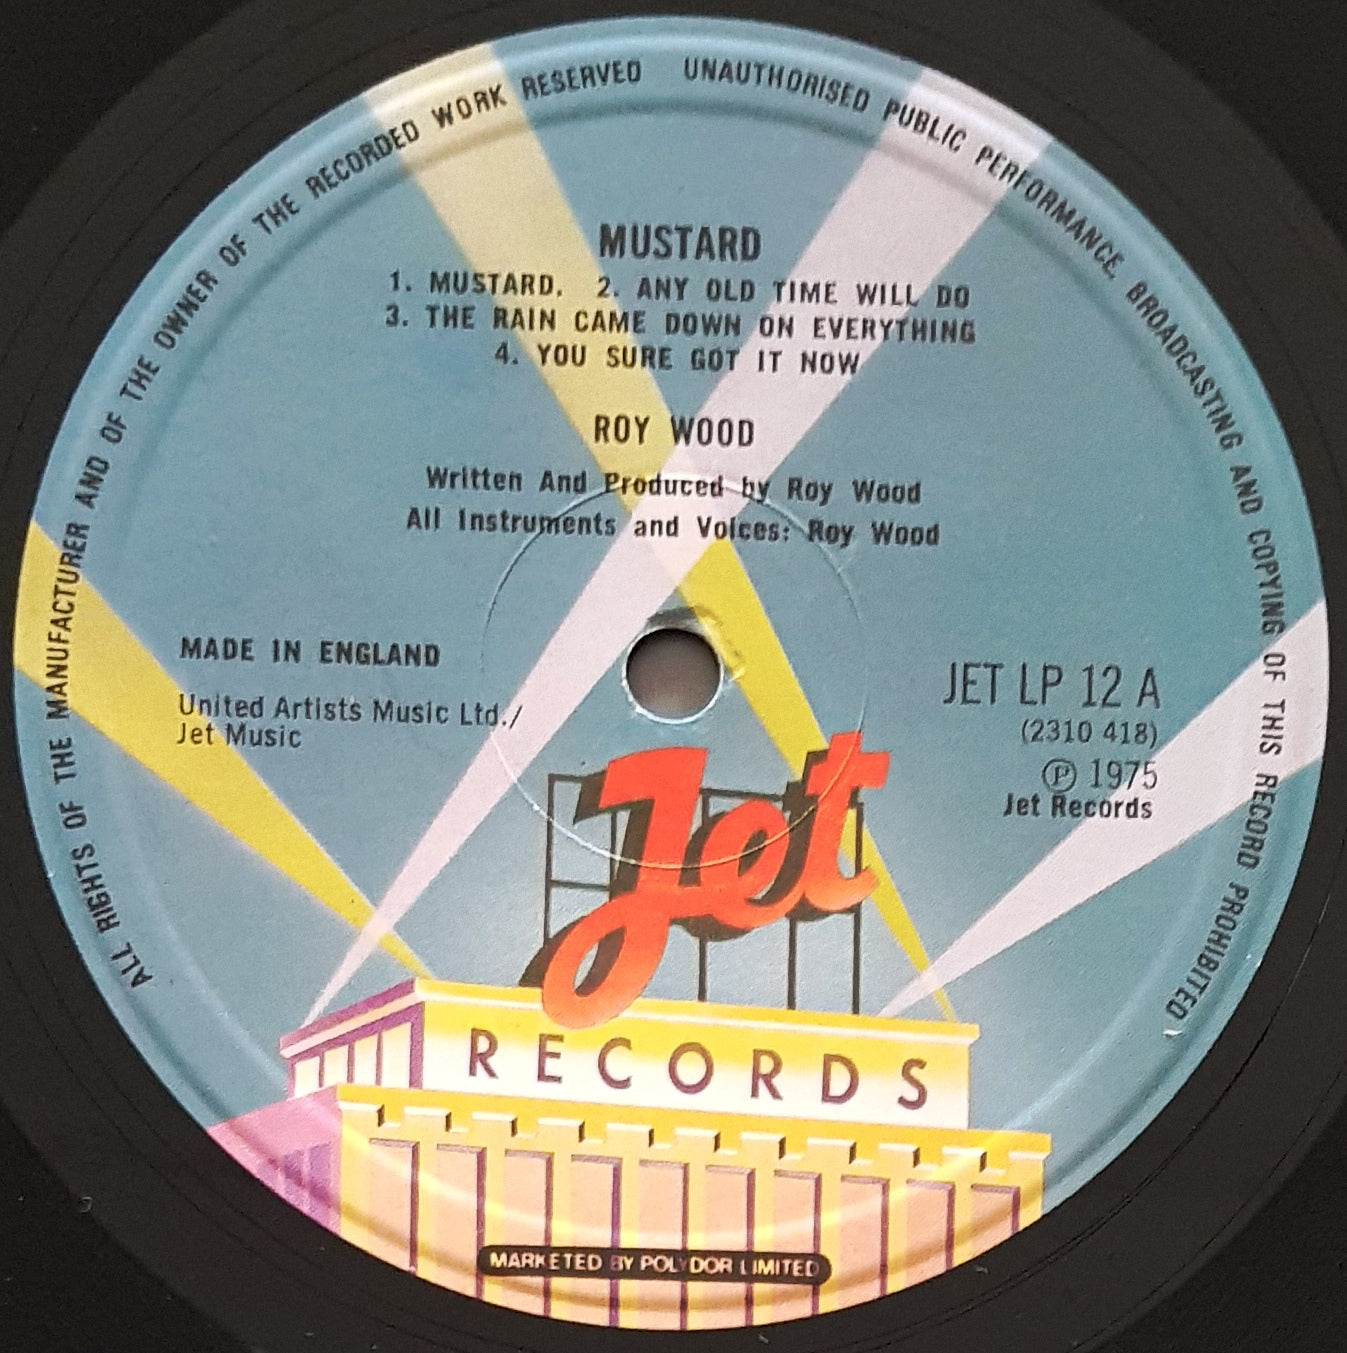 ALL RIGHTS OF THE MANUFACTURER AND OF THE OWNER OF THE RECORDED WORK RESERVED UNAUTHORISED PUBLIC PERFORMANCE, BROADCASTING AND COPYING OF THIS RECORD PROHIBITED
MUSTARD
1. MUSTARD. 2. ANY OLD TIME WILL DO
3. THE RAIN CAME DOWN ON EVERYTHING
4. YOU SURE GOT IT NOW
ROY WOOD
Written And Produced by Roy Wood
All Instruments and Voices: Roy Wood
MADE IN ENGLAND
United Artists Music Ltd./
Jet Music
JET LP 12 A
(2310 418)
Ⓟ 1975
Jet Records
Jet
RECORDS
MARKETED BY POLYDOR LIMITED